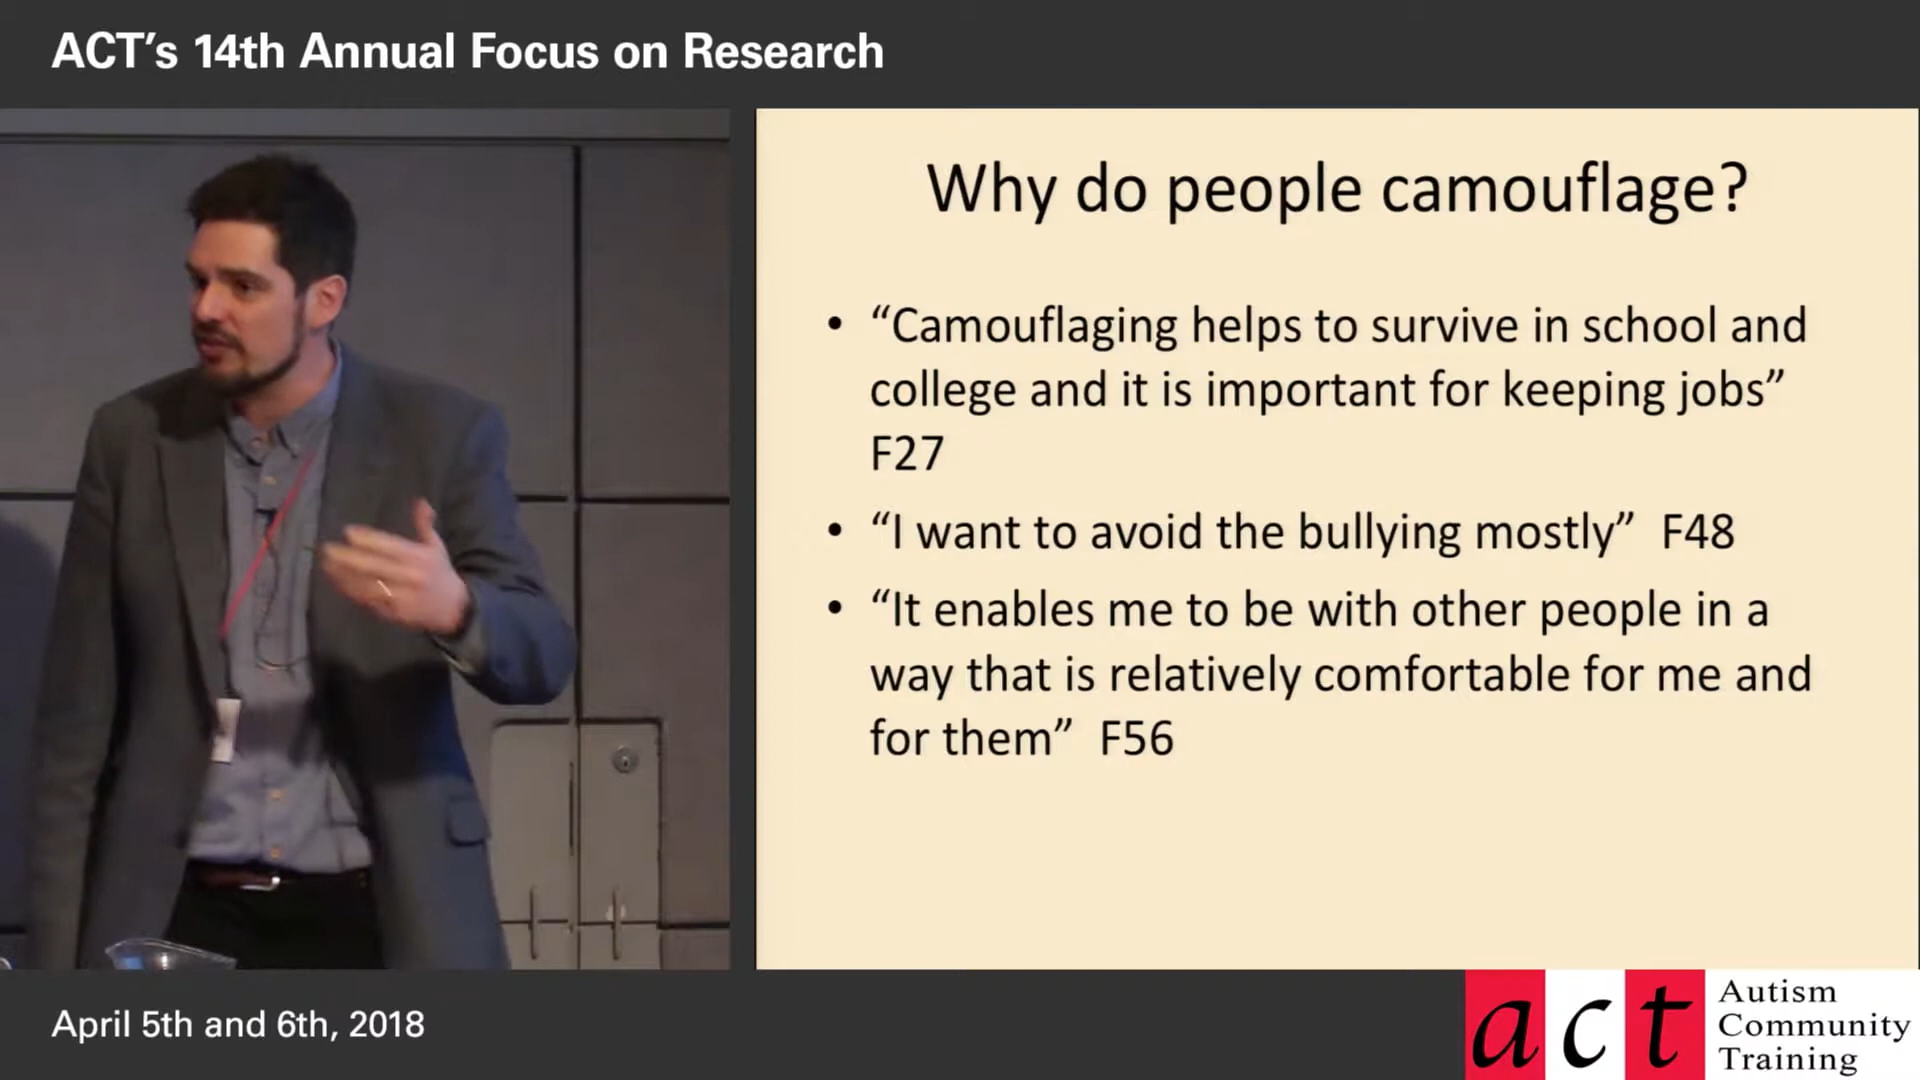 ACT’s 14th Annual Focus on Research
Why do people camouflage?
• “Camouflaging helps to survive in school and
college and it is important for keeping jobs”
F27
• “I want to avoid the bullying mostly” F48
• “It enables me to be with other people in a
way that is relatively comfortable for me and
for them” F56
April 5th and 6th, 2018
act
Autism
Community
Training